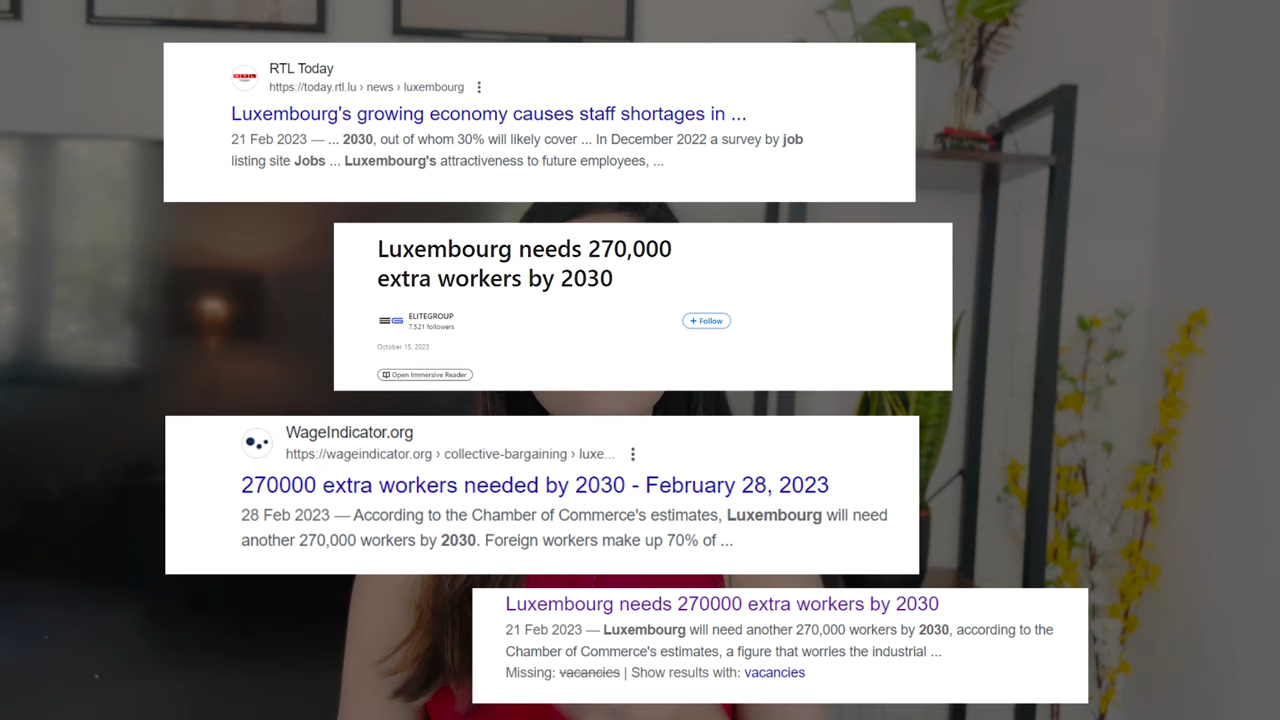 RTL Today
https://today.rtl.lu › news › luxembourg
Luxembourg's growing economy causes staff shortages in ...
21 Feb 2023 — ... 2030, out of whom 30% will likely cover ... In December 2022 a survey by job
listing site Jobs ... Luxembourg's attractiveness to future employees, ...
Luxembourg needs 270,000
extra workers by 2030
ELITEGROUP
7,521 followers
+ Follow
October 15, 2023
Open Immersive Reader
WageIndicator.org
https://wageindicator.org › collective-bargaining › luxe...
270000 extra workers needed by 2030 - February 28, 2023
28 Feb 2023 — According to the Chamber of Commerce's estimates, Luxembourg will need
another 270,000 workers by 2030. Foreign workers make up 70% of ...
Luxembourg needs 270000 extra workers by 2030
21 Feb 2023 — Luxembourg will need another 270,000 workers by 2030, according to the
Chamber of Commerce's estimates, a figure that worries the industrial ...
Missing: vacancies | Show results with: vacancies